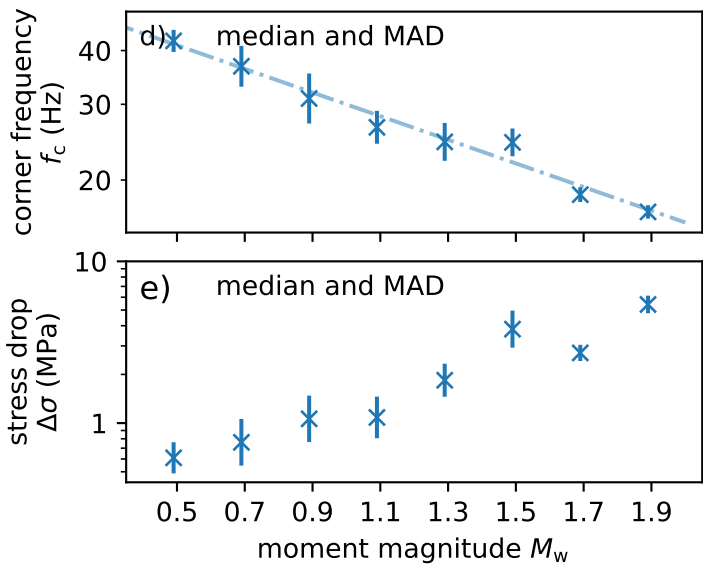 d) median and MAD
corner frequency
f_c (Hz)
40
30
20
e) median and MAD
stress drop
Δσ (MPa)
10
1
0.5 0.7 0.9 1.1 1.3 1.5 1.7 1.9
moment magnitude M_w